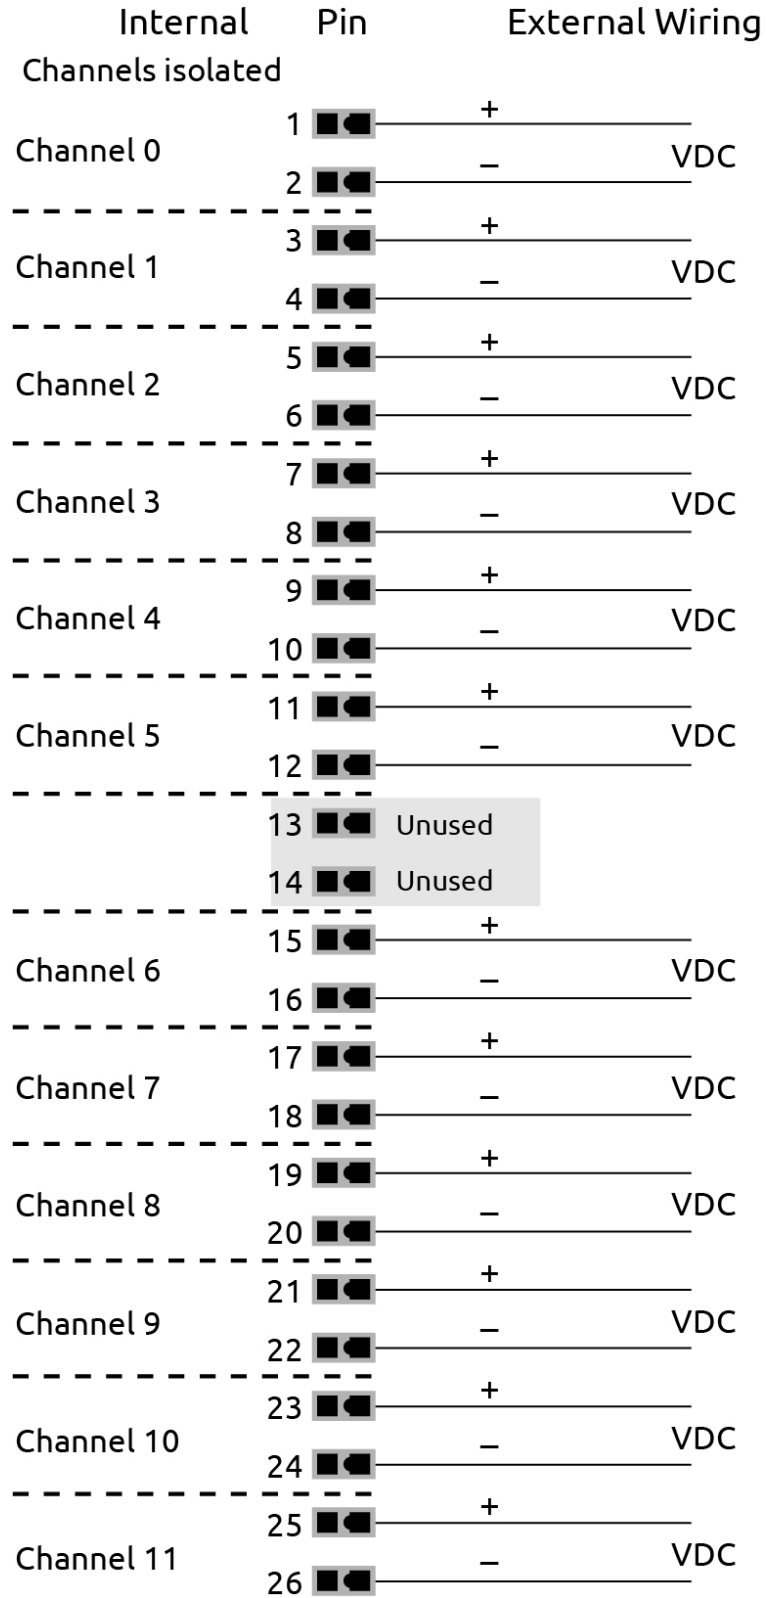 Internal Pin External Wiring
Channels isolated
1 +
Channel 0 VDC
2 –
3 +
Channel 1 VDC
4 –
5 +
Channel 2 VDC
6 –
7 +
Channel 3 VDC
8 –
9 +
Channel 4 VDC
10 –
11 +
Channel 5 VDC
12 –
13 Unused
14 Unused
15 +
Channel 6 VDC
16 –
17 +
Channel 7 VDC
18 –
19 +
Channel 8 VDC
20 –
21 +
Channel 9 VDC
22 –
23 +
Channel 10 VDC
24 –
25 +
Channel 11 VDC
26 –